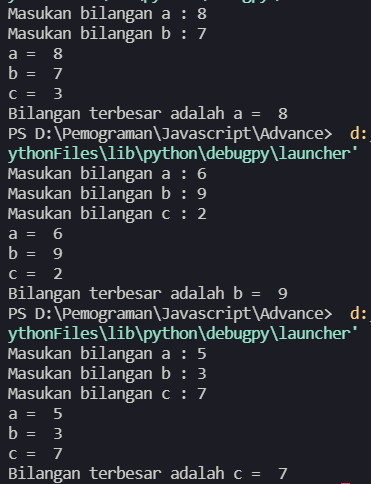 Masukan bilangan a : 8
Masukan bilangan b : 7
a =  8
b =  7
c =  3
Bilangan terbesar adalah a =  8
PS D:\Pemograman\Javascript\Advance>  d:
ythonFiles\lib\python\debugpy\launcher'
Masukan bilangan a : 6
Masukan bilangan b : 9
Masukan bilangan c : 2
a =  6
b =  9
c =  2
Bilangan terbesar adalah b =  9
PS D:\Pemograman\Javascript\Advance>  d:
ythonFiles\lib\python\debugpy\launcher'
Masukan bilangan a : 5
Masukan bilangan b : 3
Masukan bilangan c : 7
a =  5
b =  3
c =  7
Bilangan terbesar adalah c =  7